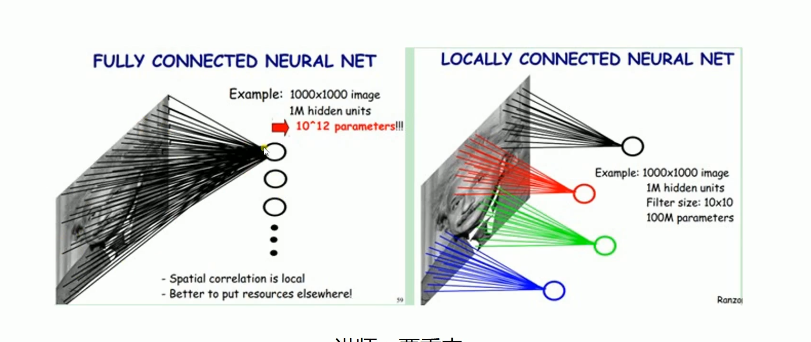 FULLY CONNECTED NEURAL NET
Example: 1000x1000 image
1M hidden units
10^12 parameters!!!
- Spatial correlation is local
- Better to put resources elsewhere!
59
LOCALLY CONNECTED NEURAL NET
Example: 1000x1000 image
1M hidden units
Filter size: 10x10
100M parameters
Ranzo